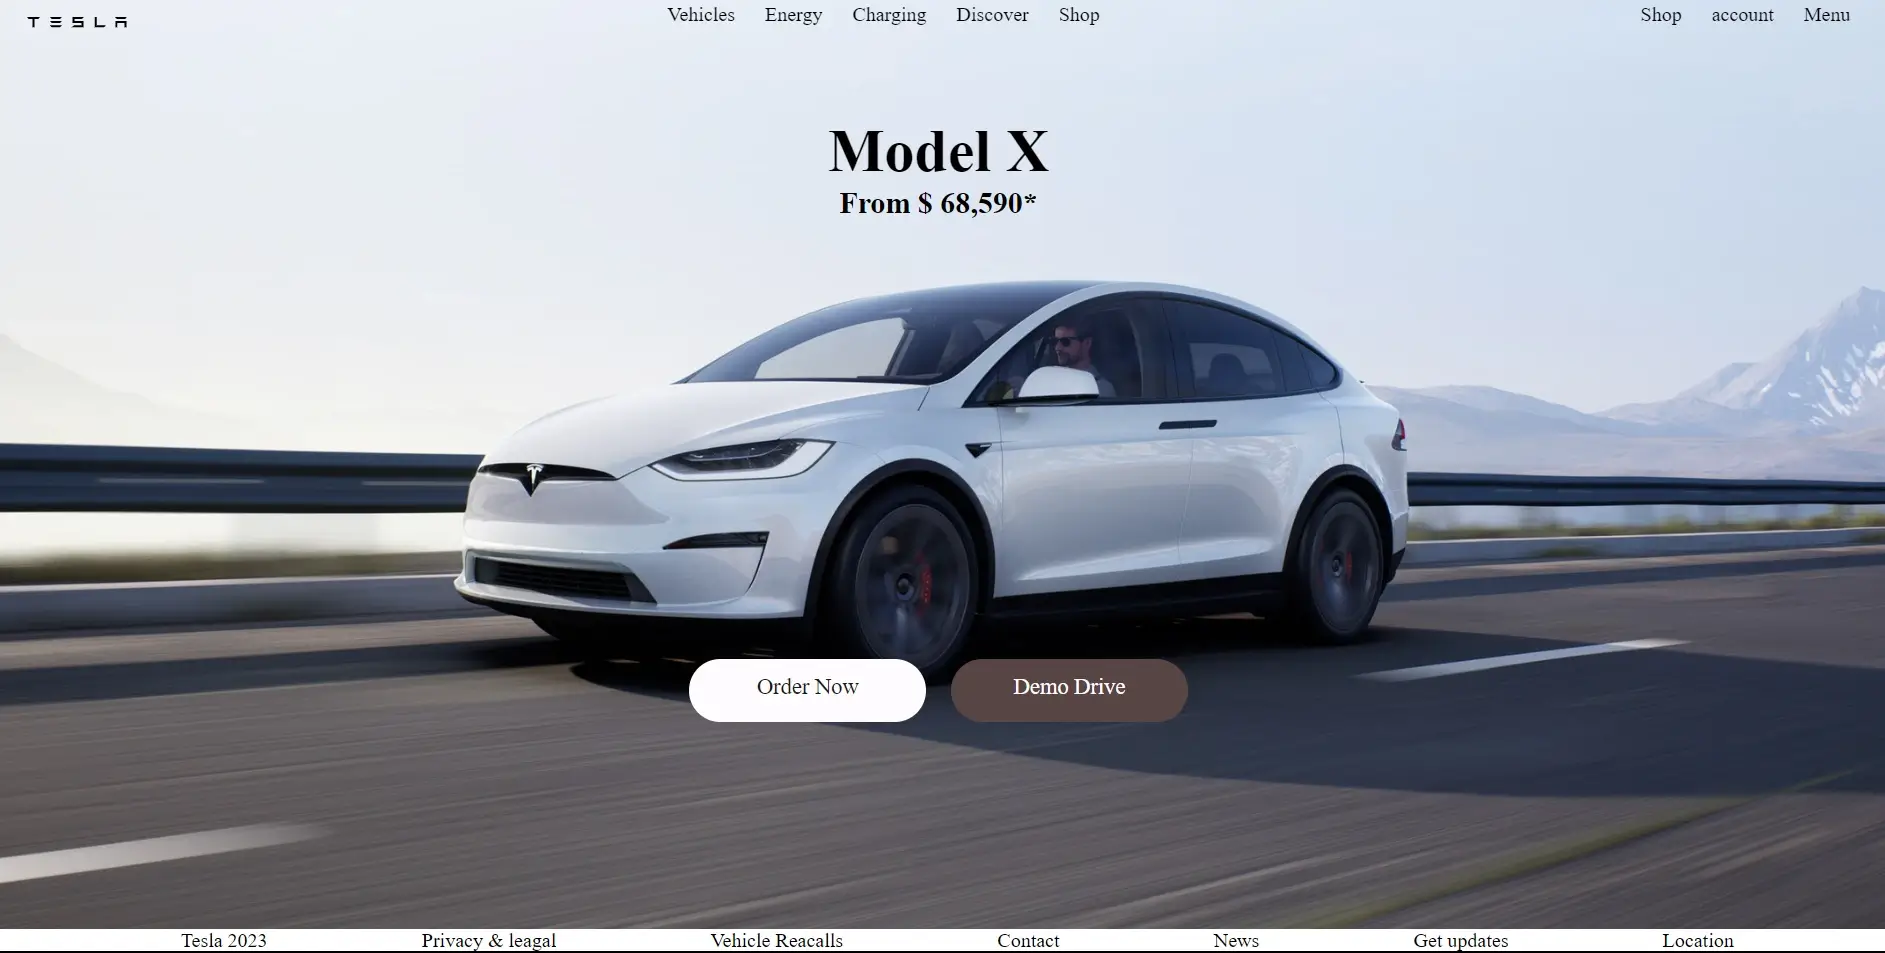 TESLA Vehicles Energy Charging Discover Shop Shop account Menu
Model X
From $ 68,590*
Order Now Demo Drive
Tesla 2023 Privacy & leagal Vehicle Reacalls Contact News Get updates Location